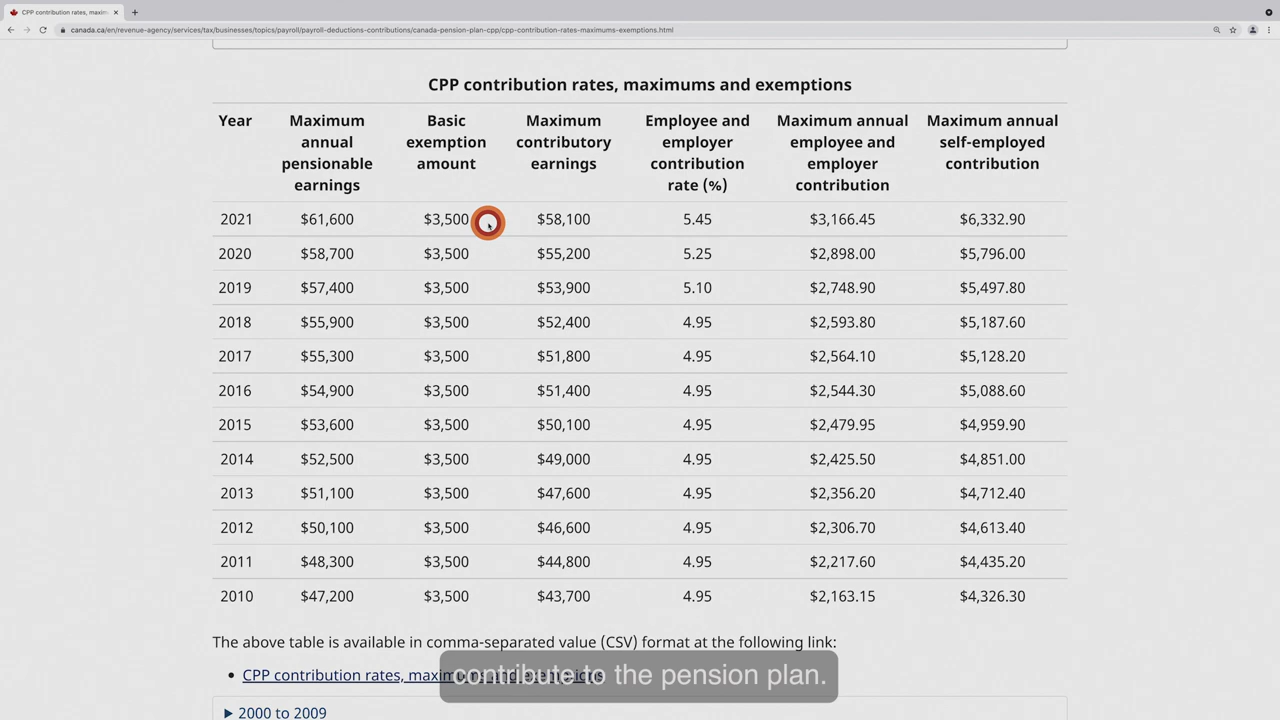 CPP contribution rates, maxim
canada.ca/en/revenue-agency/services/tax/businesses/topics/payroll/payroll-deductions-contributions/canada-pension-plan-cpp/cpp-contribution-rates-maximums-exemptions.html
CPP contribution rates, maximums and exemptions
Year Maximum annual pensionable earnings Basic exemption amount Maximum contributory earnings Employee and employer contribution rate (%) Maximum annual employee and employer contribution Maximum annual self-employed contribution
2021 $61,600 $3,500 $58,100 5.45 $3,166.45 $6,332.90
2020 $58,700 $3,500 $55,200 5.25 $2,898.00 $5,796.00
2019 $57,400 $3,500 $53,900 5.10 $2,748.90 $5,497.80
2018 $55,900 $3,500 $52,400 4.95 $2,593.80 $5,187.60
2017 $55,300 $3,500 $51,800 4.95 $2,564.10 $5,128.20
2016 $54,900 $3,500 $51,400 4.95 $2,544.30 $5,088.60
2015 $53,600 $3,500 $50,100 4.95 $2,479.95 $4,959.90
2014 $52,500 $3,500 $49,000 4.95 $2,425.50 $4,851.00
2013 $51,100 $3,500 $47,600 4.95 $2,356.20 $4,712.40
2012 $50,100 $3,500 $46,600 4.95 $2,306.70 $4,613.40
2011 $48,300 $3,500 $44,800 4.95 $2,217.60 $4,435.20
2010 $47,200 $3,500 $43,700 4.95 $2,163.15 $4,326.30
The above table is available in comma-separated value (CSV) format at the following link:
CPP contribution rates, maximums and exemptions
contribute to the pension plan.
2000 to 2009